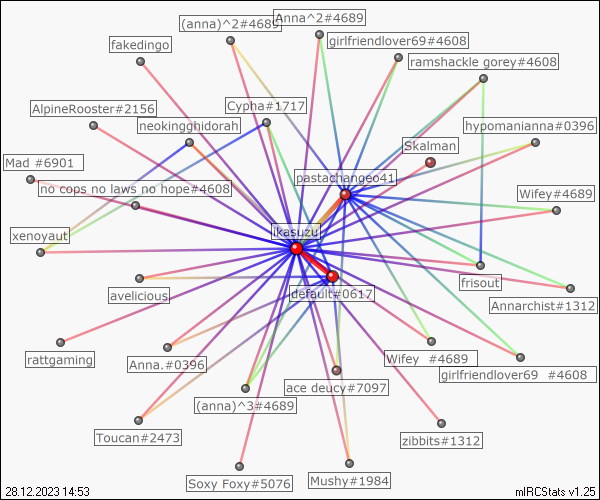 (anna)^2#4689
Anna^2#4689
fakedingo
girlfriendlover69#4608
ramshackle gorey#4608
AlpineRooster#2156
Cypha#1717
neokingghidorah
hypomanianna#0396
Skalman
Mad #6901
pastachangeo41
no cops no laws no hope#4608
Wifey#4689
xenoyaut
ikasuzu
frisout
avelicious
default#0617
Annarchist#1312
rattgaming
Anna.#0396
Wifey #4689
girlfriendlover69 #4608
ace deucy#7097
(anna)^3#4689
Toucan#2473
zibbits#1312
Soxy Foxy#5076
Mushy#1984
28.12.2023 14:53
mIRCStats v1.25